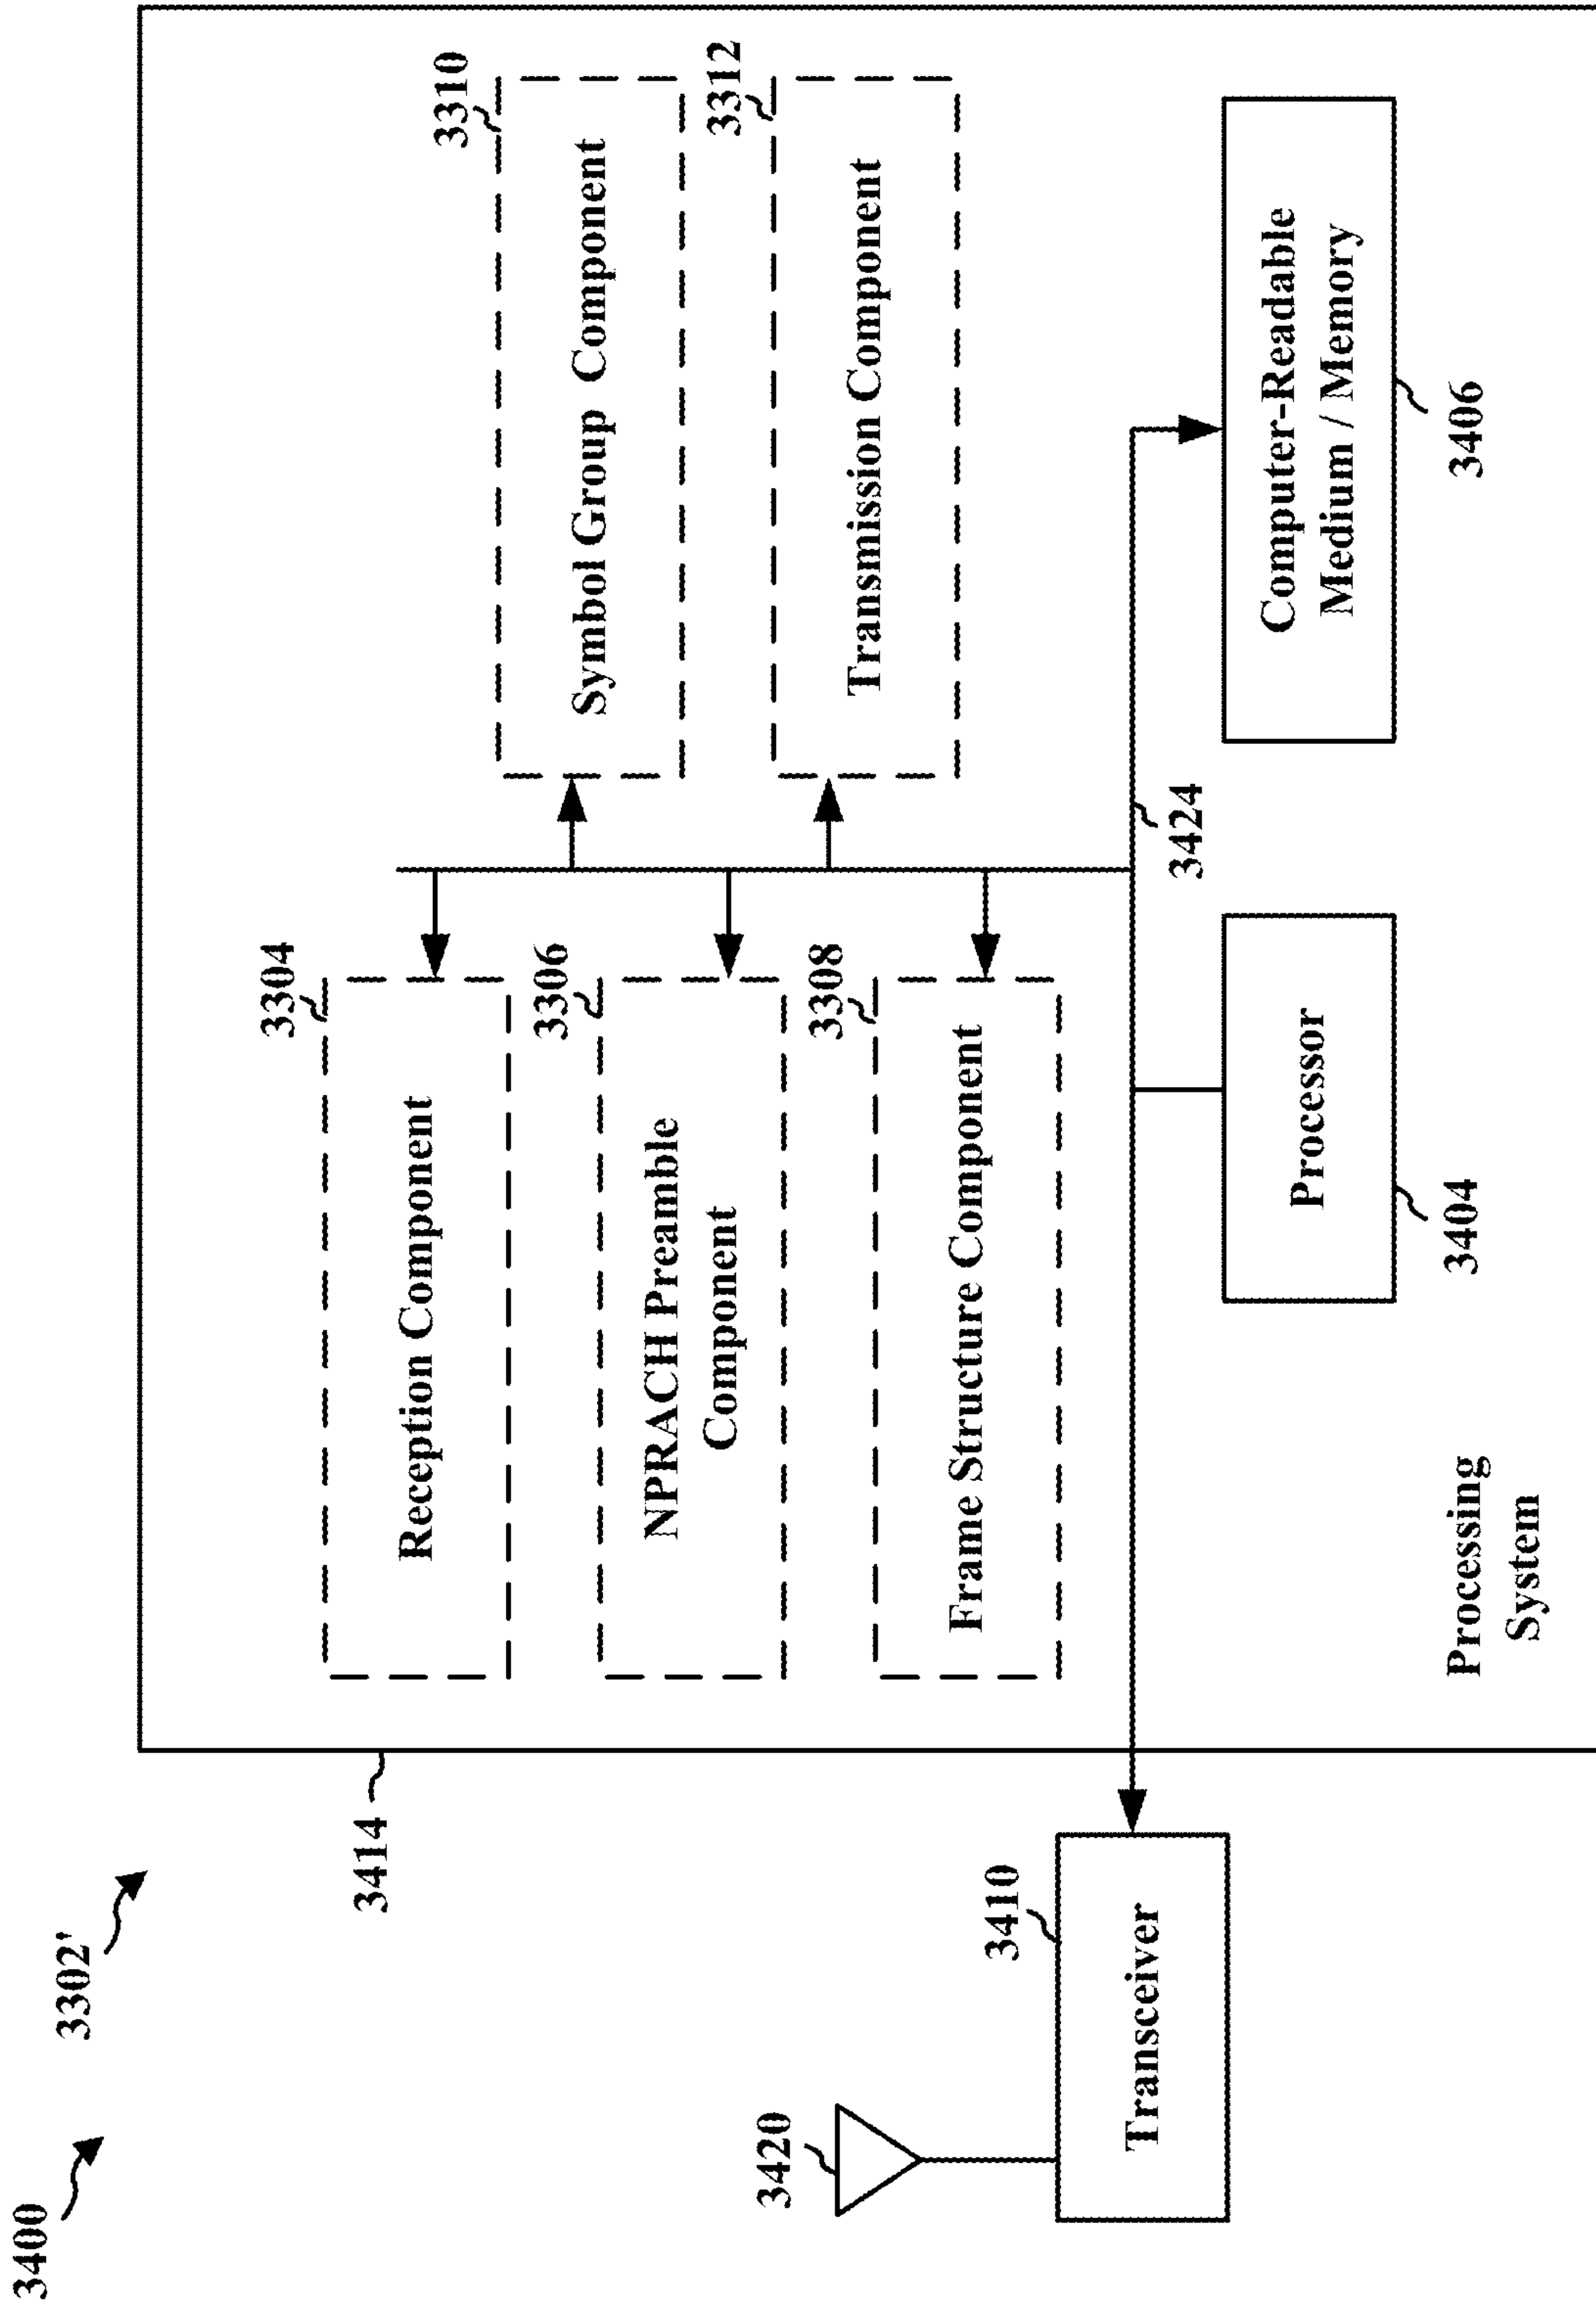 3400
3302'
3414
3304
Reception Component
3310
Symbol Group Component
3306
NPRACH Preamble
Component
3312
Transmission Component
3308
Frame Structure Component
3420
3410
Transceiver
3424
Processor
3404
Computer-Readable
Medium / Memory
3406
Processing
System